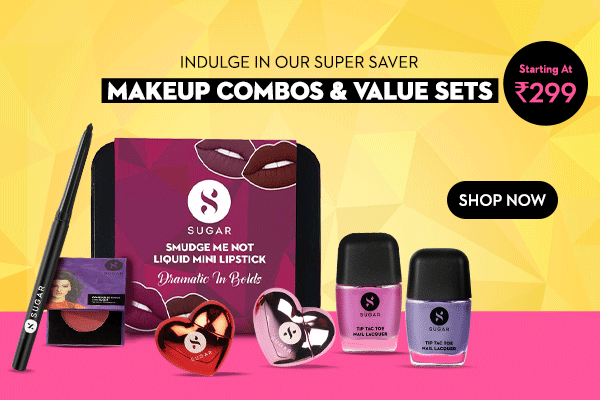 INDULGE IN OUR SUPER SAVER
MAKEUP COMBOS & VALUE SETS
Starting At
₹299
SHOP NOW
SUGAR
SMUDGE ME NOT
LIQUID MINI LIPSTICK
Dramatic In Bolds
SUGAR
SUGAR
TIP TAC TOE
NAIL LACQUER
SUGAR
TIP TAC TOE
NAIL LACQUER